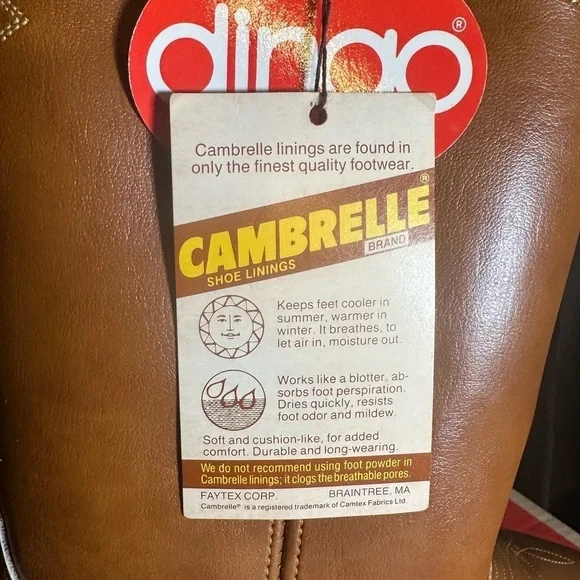 dingo®
Cambrelle linings are found in
only the finest quality footwear.
CAMBRELLE®
BRAND
SHOE LININGS
Keeps feet cooler in
summer, warmer in
winter. It breathes, to
let air in, moisture out.
Works like a blotter, ab-
sorbs foot perspiration.
Dries quickly, resists
foot odor and mildew.
Soft and cushion-like, for added
comfort. Durable and long-wearing.
We do not recommend using foot powder in
Cambrelle linings; it clogs the breathable pores.
FAYTEX CORP. BRAINTREE, MA
Cambrelle® is a registered trademark of Camtex Fabrics Ltd.